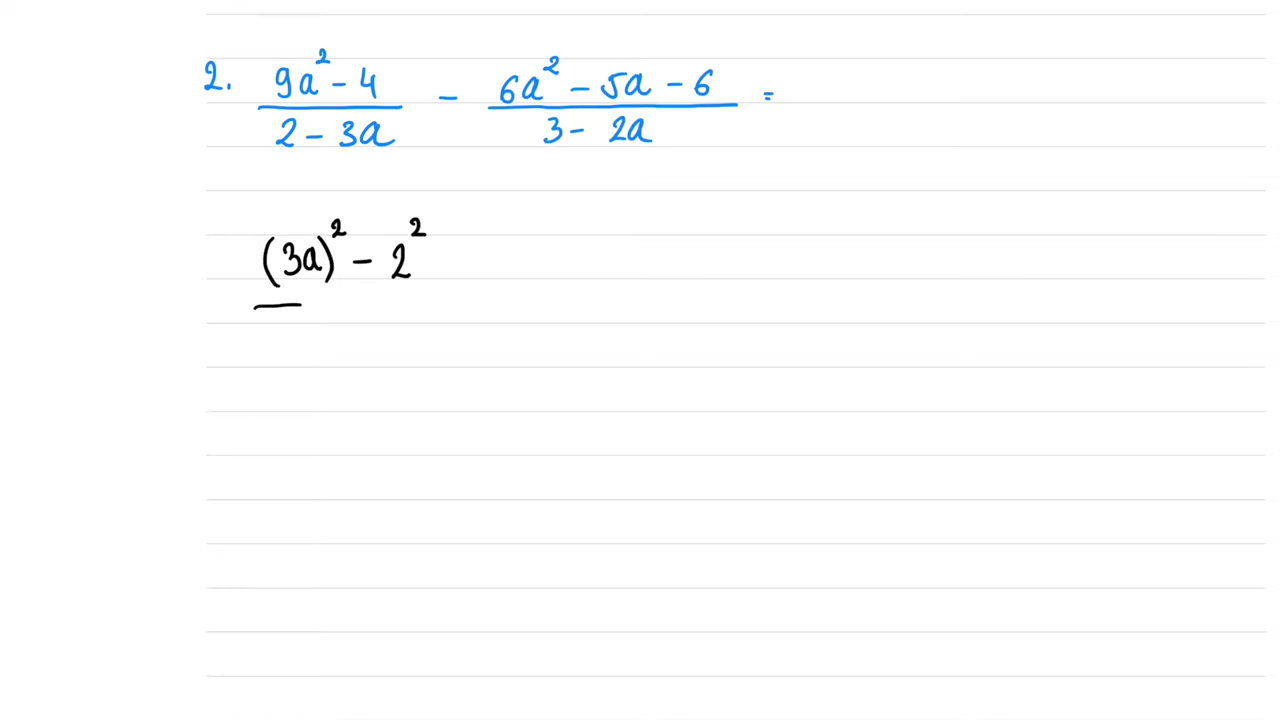 2. (9a² - 4)/(2 - 3a) - (6a² - 5a - 6)/(3 - 2a) =
(3a)² - 2²